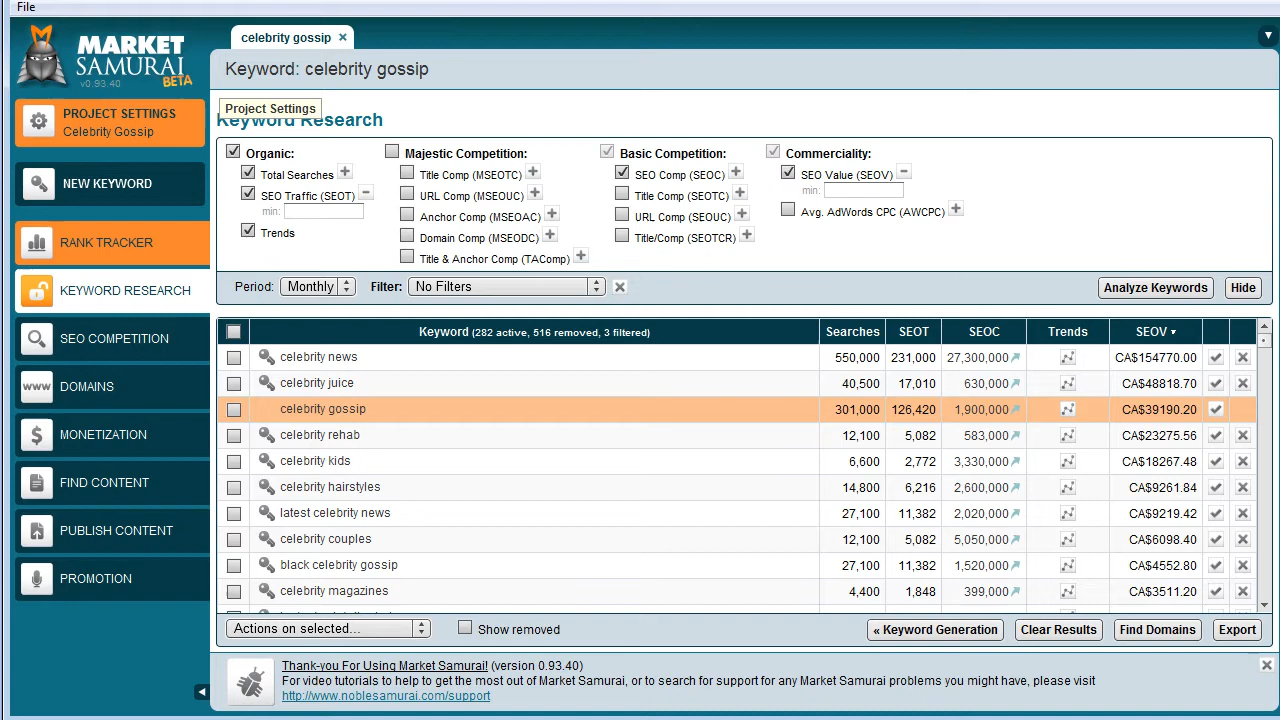 File
MARKET
SAMURAI
BETA
v0.93.40
celebrity gossip
Keyword: celebrity gossip
PROJECT SETTINGS
Celebrity Gossip
NEW KEYWORD
RANK TRACKER
KEYWORD RESEARCH
SEO COMPETITION
www DOMAINS
$ MONETIZATION
FIND CONTENT
PUBLISH CONTENT
PROMOTION
Project Settings
Keyword Research
Organic:
Total Searches
SEO Traffic (SEOT)
min:
Trends
Majestic Competition:
Title Comp (MSEOTC)
URL Comp (MSEOUC)
Anchor Comp (MSEOAC)
Domain Comp (MSEODC)
Title & Anchor Comp (TAComp)
Basic Competition:
SEO Comp (SEOC)
Title Comp (SEOTC)
URL Comp (SEOUC)
Title/Comp (SEOTCR)
Commerciality:
SEO Value (SEOV)
min:
Avg. AdWords CPC (AWCPC)
Period: Monthly Filter: No Filters Analyze Keywords Hide
Keyword (282 active, 516 removed, 3 filtered) Searches SEOT SEOC Trends SEOV
celebrity news 550,000 231,000 27,300,000 CA$154770.00
celebrity juice 40,500 17,010 630,000 CA$48818.70
celebrity gossip 301,000 126,420 1,900,000 CA$39190.20
celebrity rehab 12,100 5,082 583,000 CA$23275.56
celebrity kids 6,600 2,772 3,330,000 CA$18267.48
celebrity hairstyles 14,800 6,216 2,600,000 CA$9261.84
latest celebrity news 27,100 11,382 2,020,000 CA$9219.42
celebrity couples 12,100 5,082 5,050,000 CA$6098.40
black celebrity gossip 27,100 11,382 1,520,000 CA$4552.80
celebrity magazines 4,400 1,848 399,000 CA$3511.20
Actions on selected... Show removed « Keyword Generation Clear Results Find Domains Export
Thank-you For Using Market Samurai! (version 0.93.40)
For video tutorials to help to get the most out of Market Samurai, or to search for support for any Market Samurai problems you might have, please visit
http://www.noblesamurai.com/support